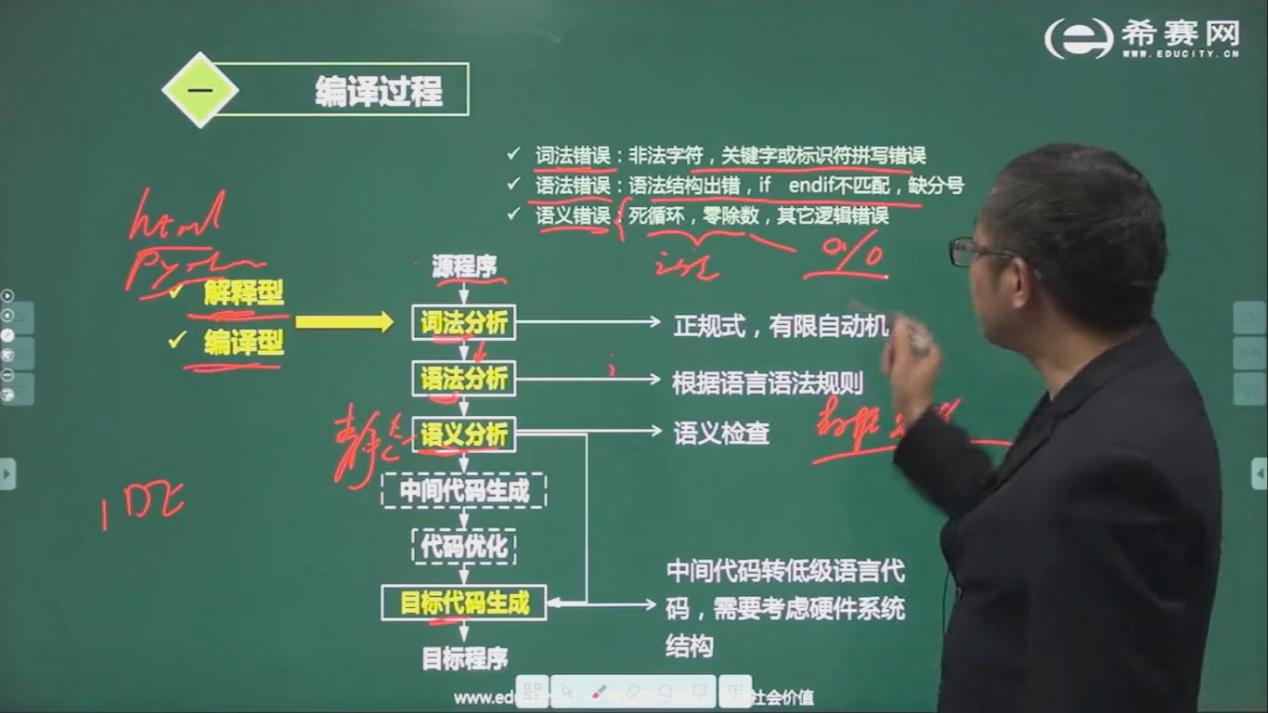 希赛网
WWW.EDUCITY.CN
一 编译过程
✓ 词法错误：非法字符，关键字或标识符拼写错误
✓ 语法错误：语法结构出错，if endif不匹配，缺分号
✓ 语义错误：死循环，零除数，其它逻辑错误
html
Python
a/0
源程序
✓ 解释型
✓ 编译型
词法分析
正规式，有限自动机
语法分析
;
根据语言语法规则
静态
语义分析
语义检查
中间代码生成
IDE
代码优化
目标代码生成
中间代码转低级语言代
码，需要考虑硬件系统
结构
目标程序
www.edu
社会价值